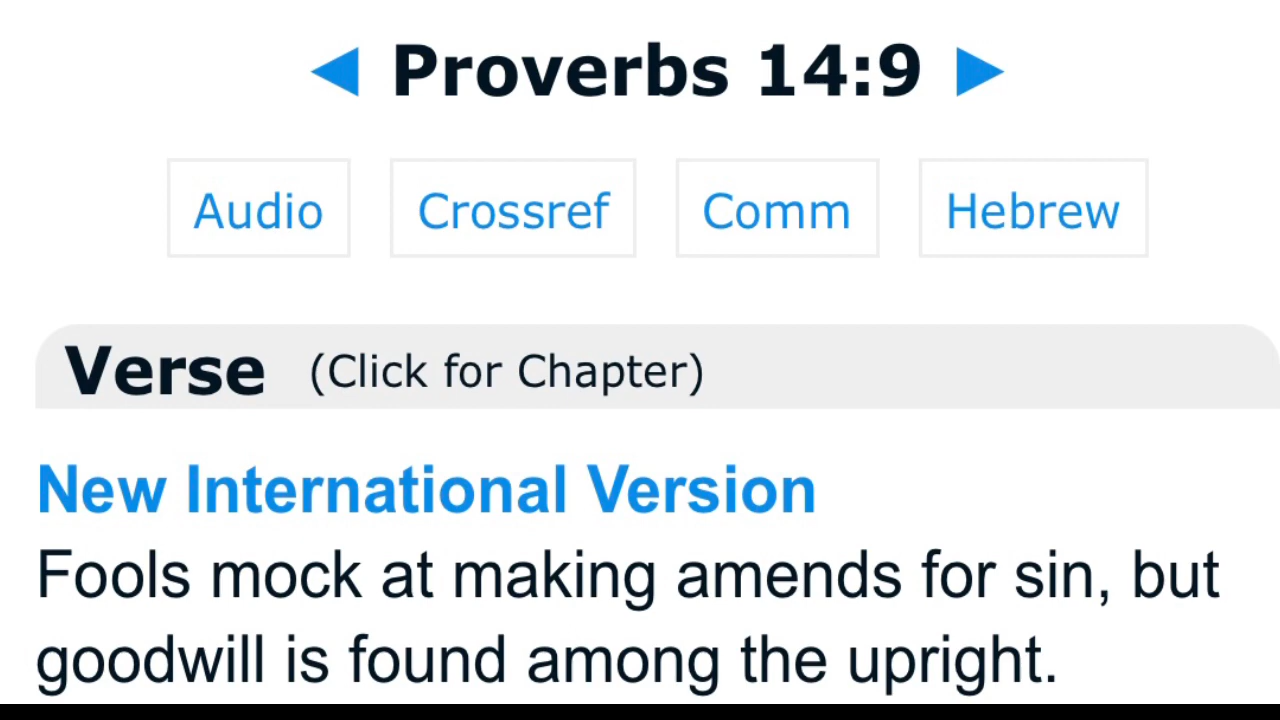 Proverbs 14:9
Audio Crossref Comm Hebrew
Verse (Click for Chapter)
New International Version
Fools mock at making amends for sin, but
goodwill is found among the upright.